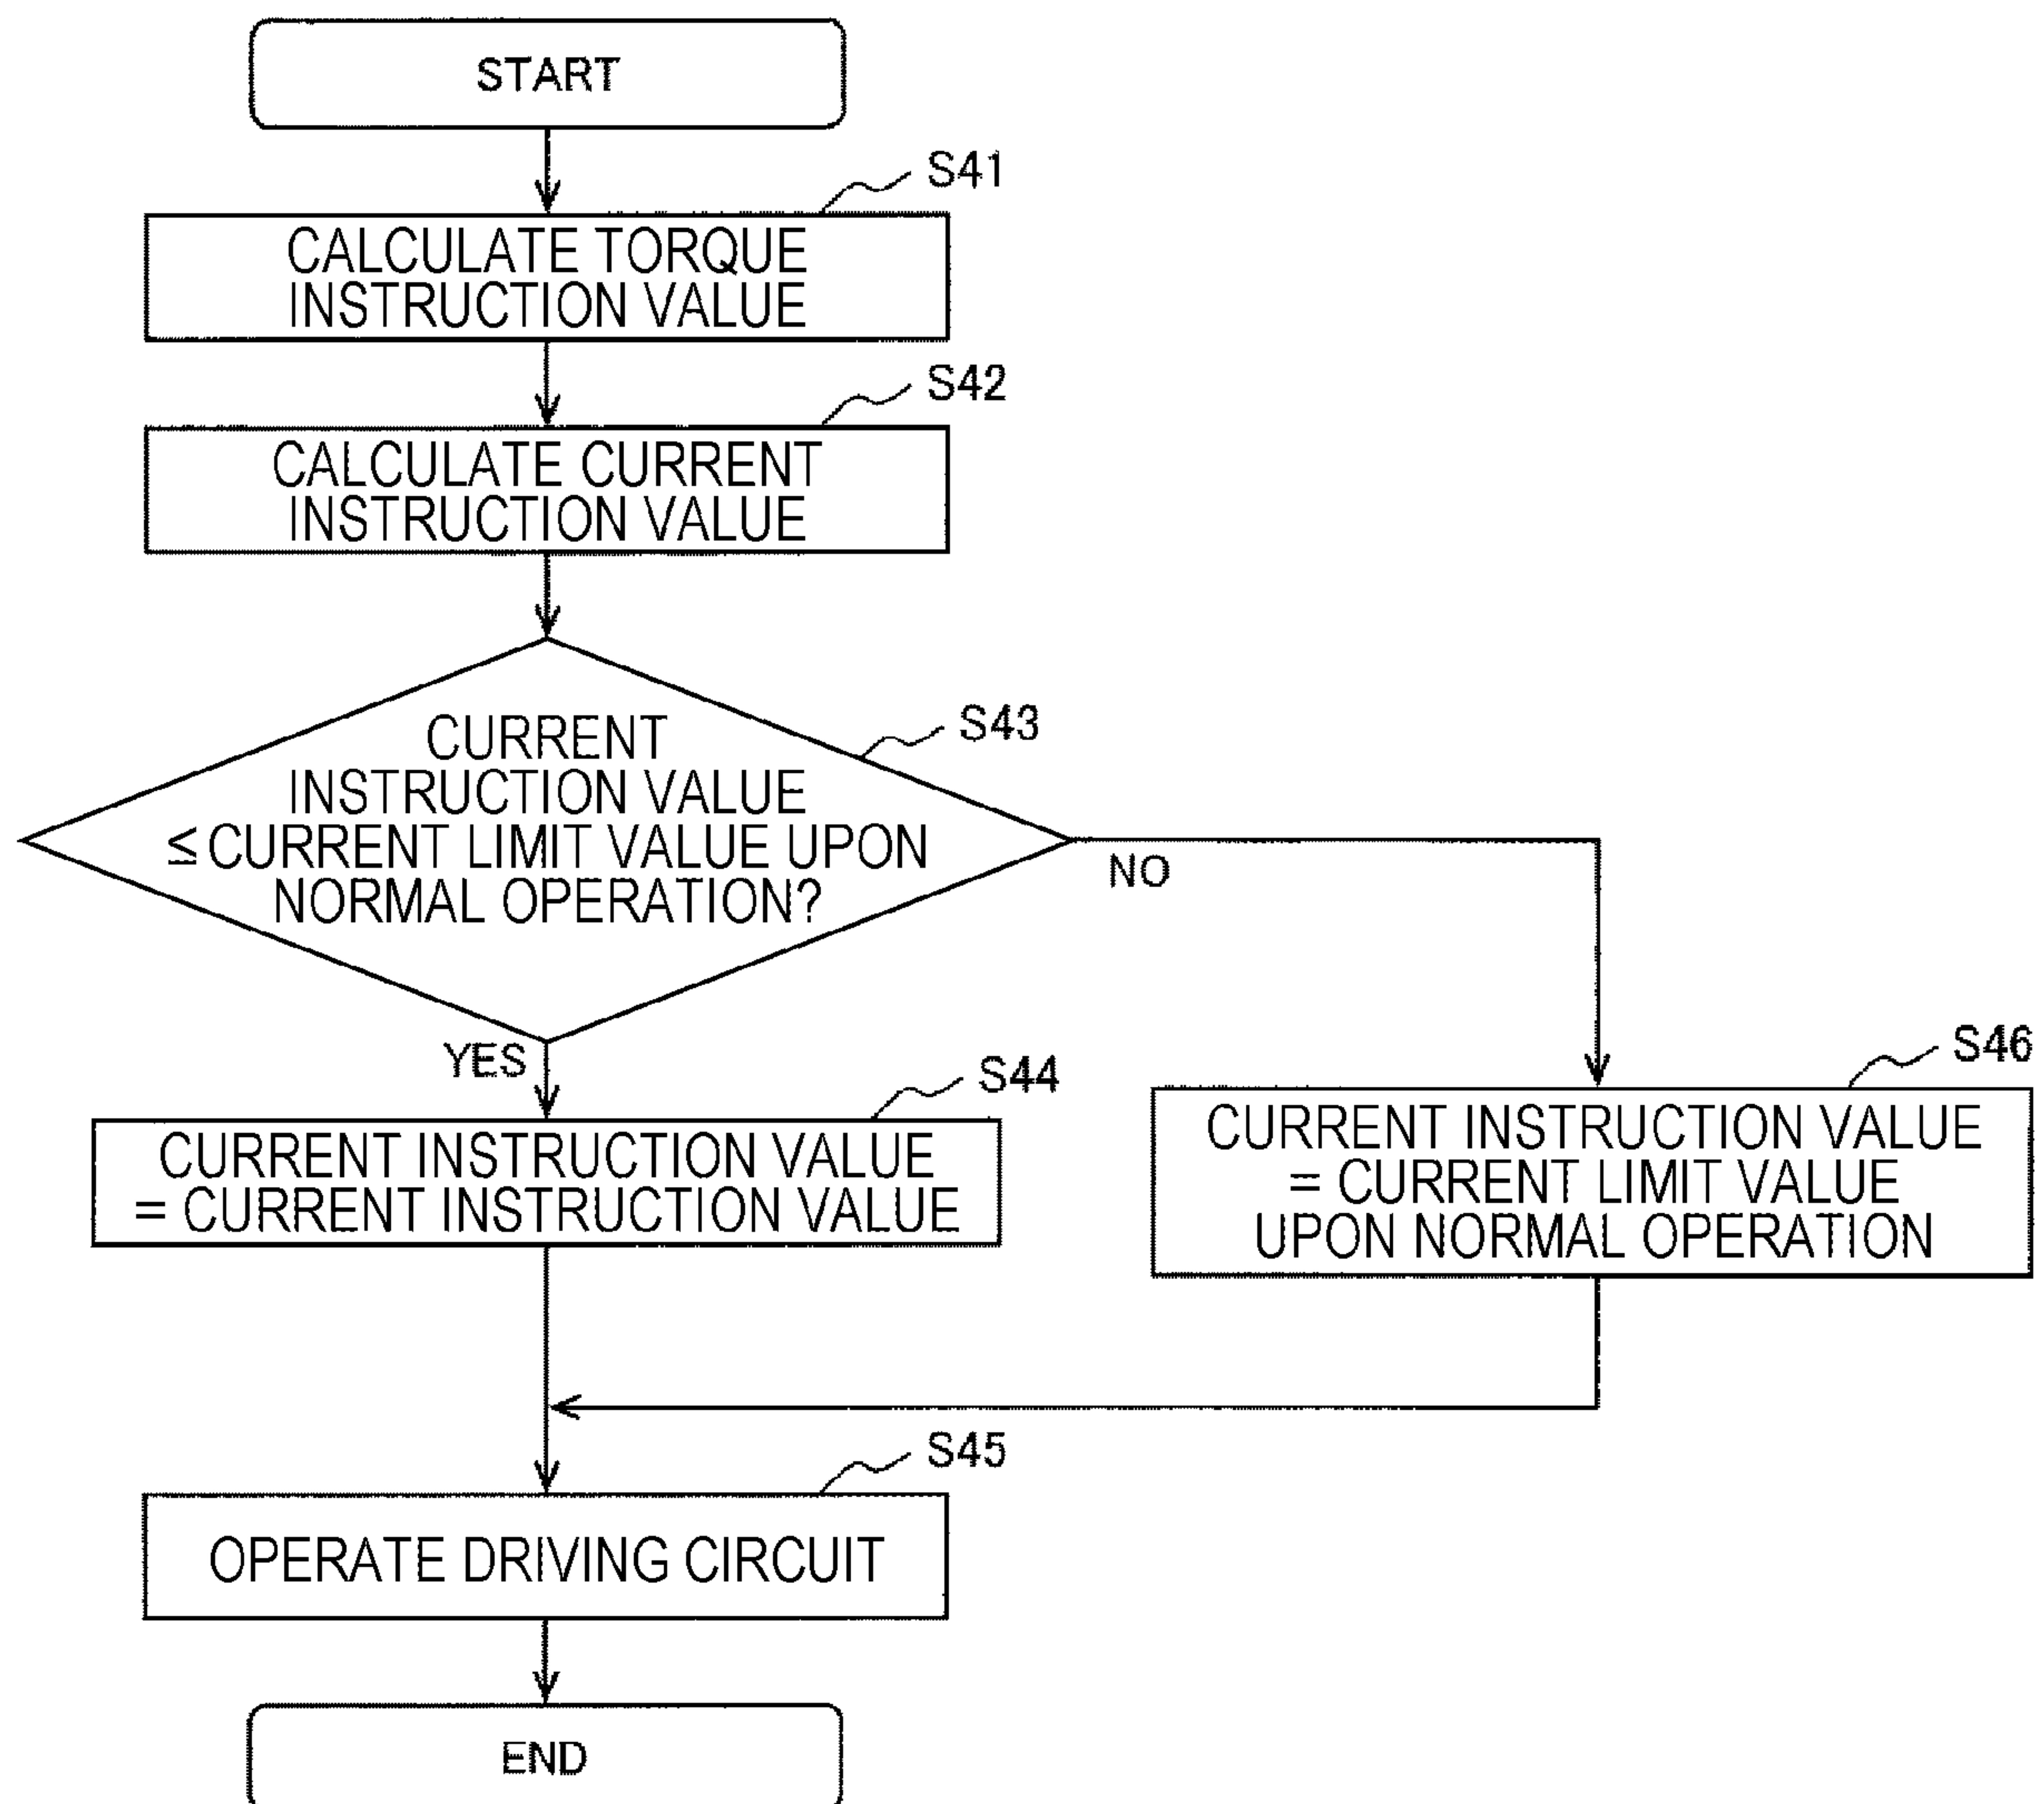 START
S41
CALCULATE TORQUE
INSTRUCTION VALUE
S42
CALCULATE CURRENT
INSTRUCTION VALUE
S43
CURRENT
INSTRUCTION VALUE
≤ CURRENT LIMIT VALUE UPON
NORMAL OPERATION?
NO
YES
S44
CURRENT INSTRUCTION VALUE
= CURRENT INSTRUCTION VALUE
S46
CURRENT INSTRUCTION VALUE
= CURRENT LIMIT VALUE
UPON NORMAL OPERATION
S45
OPERATE DRIVING CIRCUIT
END